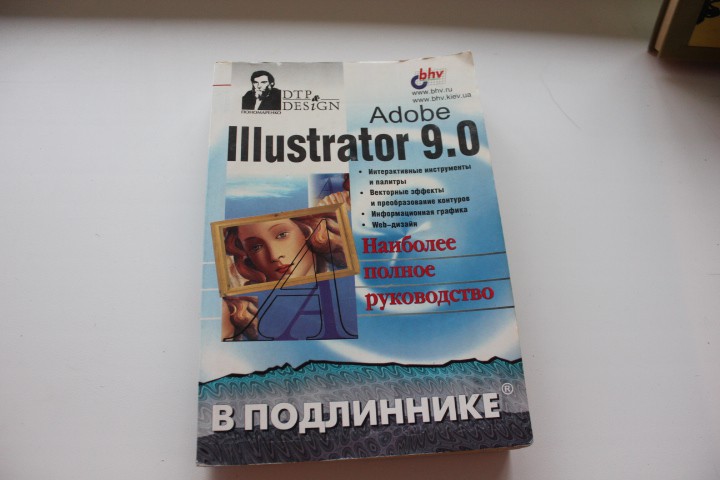 DTP
&
DESiGN
ПОНОМАРЕНКО
bhv
www.bhv.ru
www.bhv.kiev.ua
Adobe
Illustrator 9.0
• Интерактивные инструменты
и палитры
• Векторные эффекты
и преобразование контуров
• Информационная графика
• Web-дизайн
Наиболее
полное
руководство
A
A
В ПОДЛИННИКЕ®